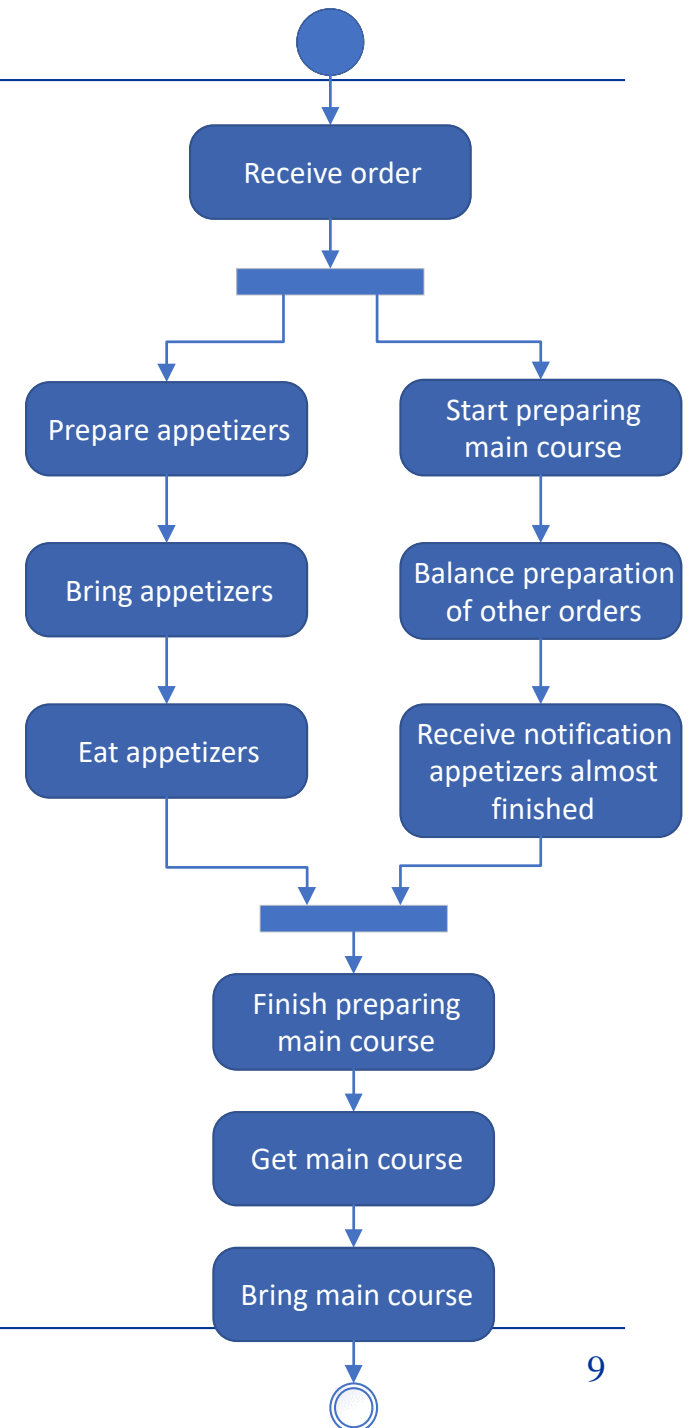 Receive order
Prepare appetizers
Start preparing
main course
Bring appetizers
Balance preparation
of other orders
Eat appetizers
Receive notification
appetizers almost
finished
Finish preparing
main course
Get main course
Bring main course
9